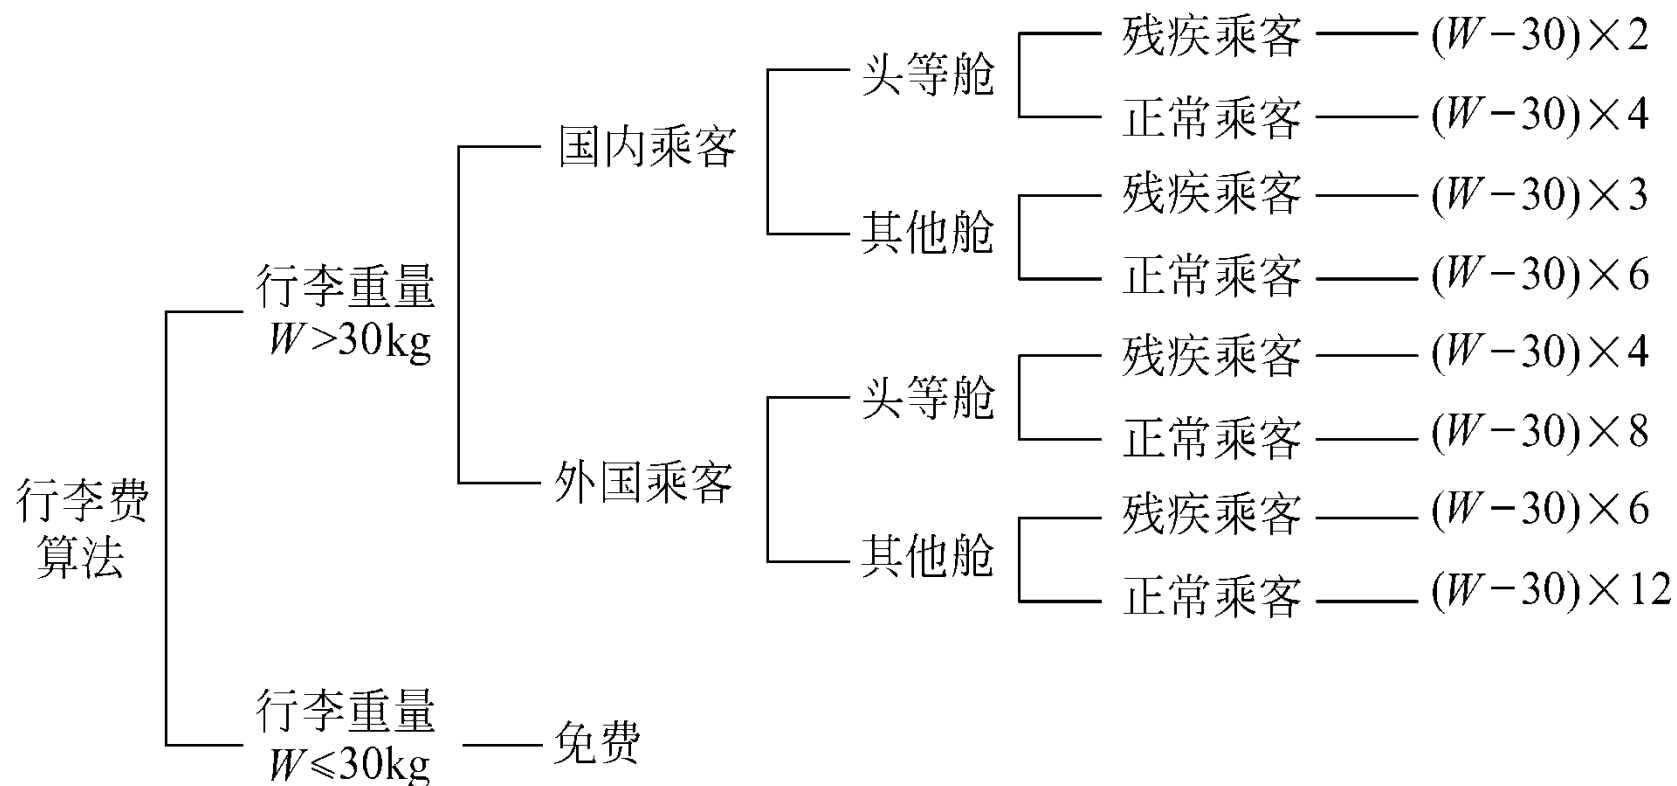 行李费
算法
行李重量
W>30kg
国内乘客
头等舱
残疾乘客
(W-30)×2
正常乘客
(W-30)×4
其他舱
残疾乘客
(W-30)×3
正常乘客
(W-30)×6
外国乘客
头等舱
残疾乘客
(W-30)×4
正常乘客
(W-30)×8
其他舱
残疾乘客
(W-30)×6
正常乘客
(W-30)×12
行李重量
W≤30kg
免费